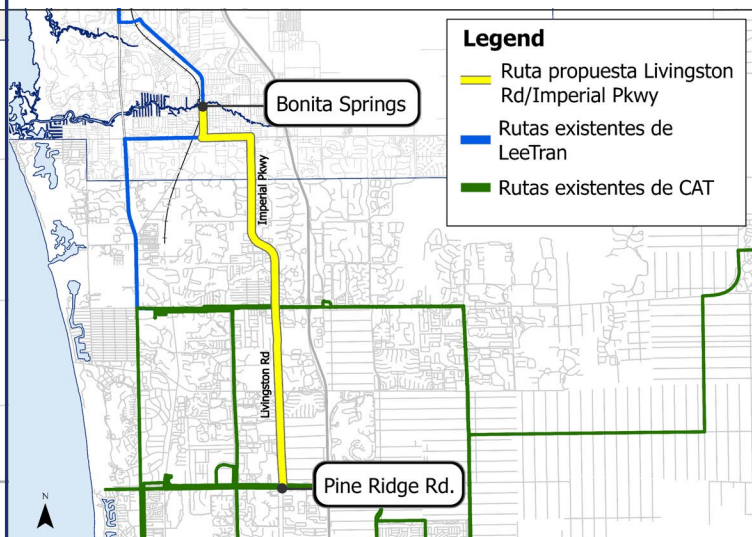 Legend
Ruta propuesta Livingston
Rd/Imperial Pkwy
Rutas existentes de
LeeTran
Rutas existentes de CAT
Bonita Springs
Imperial Pkwy
Livingston Rd
Pine Ridge Rd.
N